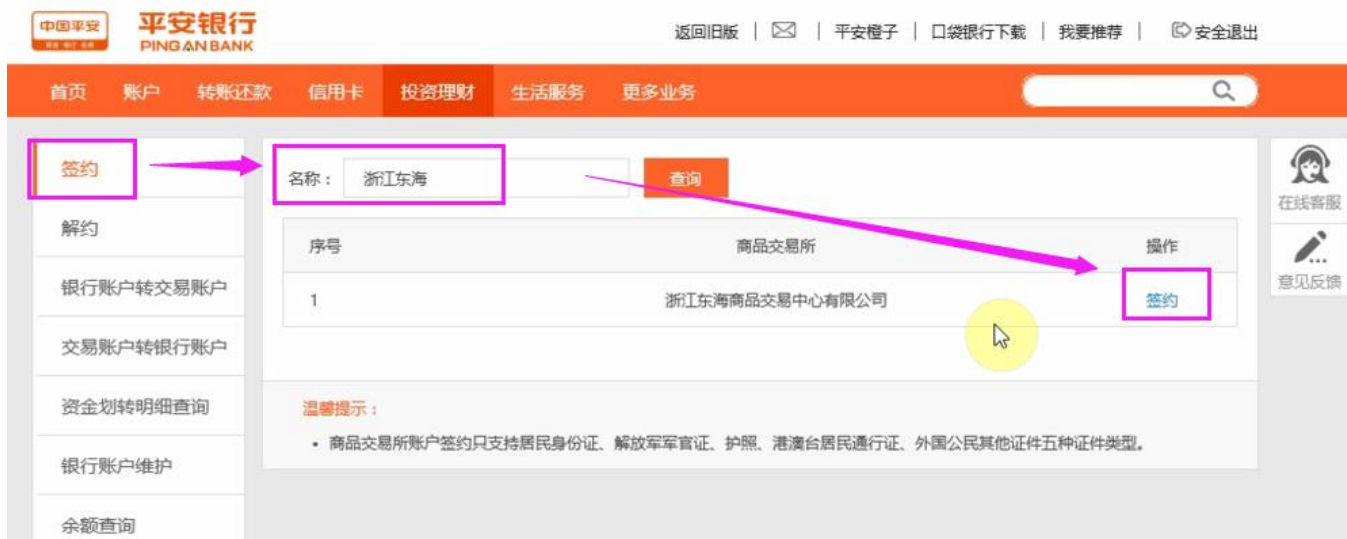 中国平安 平安银行
PING AN BANK
返回旧版 | 平安橙子 | 口袋银行下载 | 我要推荐 | 安全退出
首页 账户 转账还款 信用卡 投资理财 生活服务 更多业务
签约
解约
银行账户转交易账户
交易账户转银行账户
资金划转明细查询
银行账户维护
余额查询
名称： 浙江东海 查询
序号 商品交易所 操作
1 浙江东海商品交易中心有限公司 签约
温馨提示：
• 商品交易所账户签约只支持居民身份证、解放军军官证、护照、港澳台居民通行证、外国公民其他证件五种证件类型。
在线客服
意见反馈